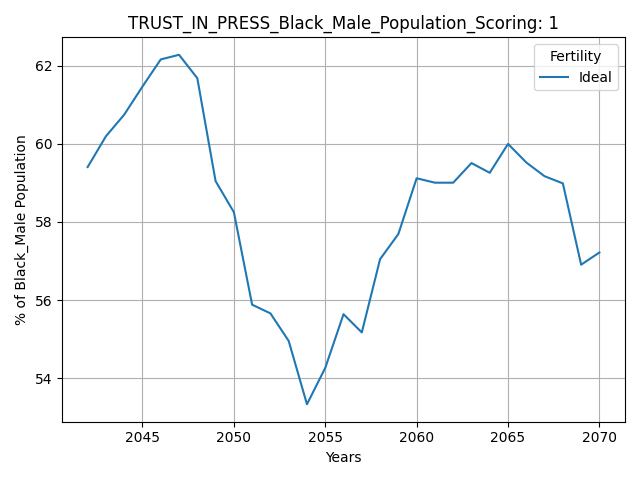 TRUST_IN_PRESS_Black_Male_Population_Scoring: 1
Fertility
Ideal
% of Black_Male Population
62
60
58
56
54
2045 2050 2055 2060 2065 2070
Years